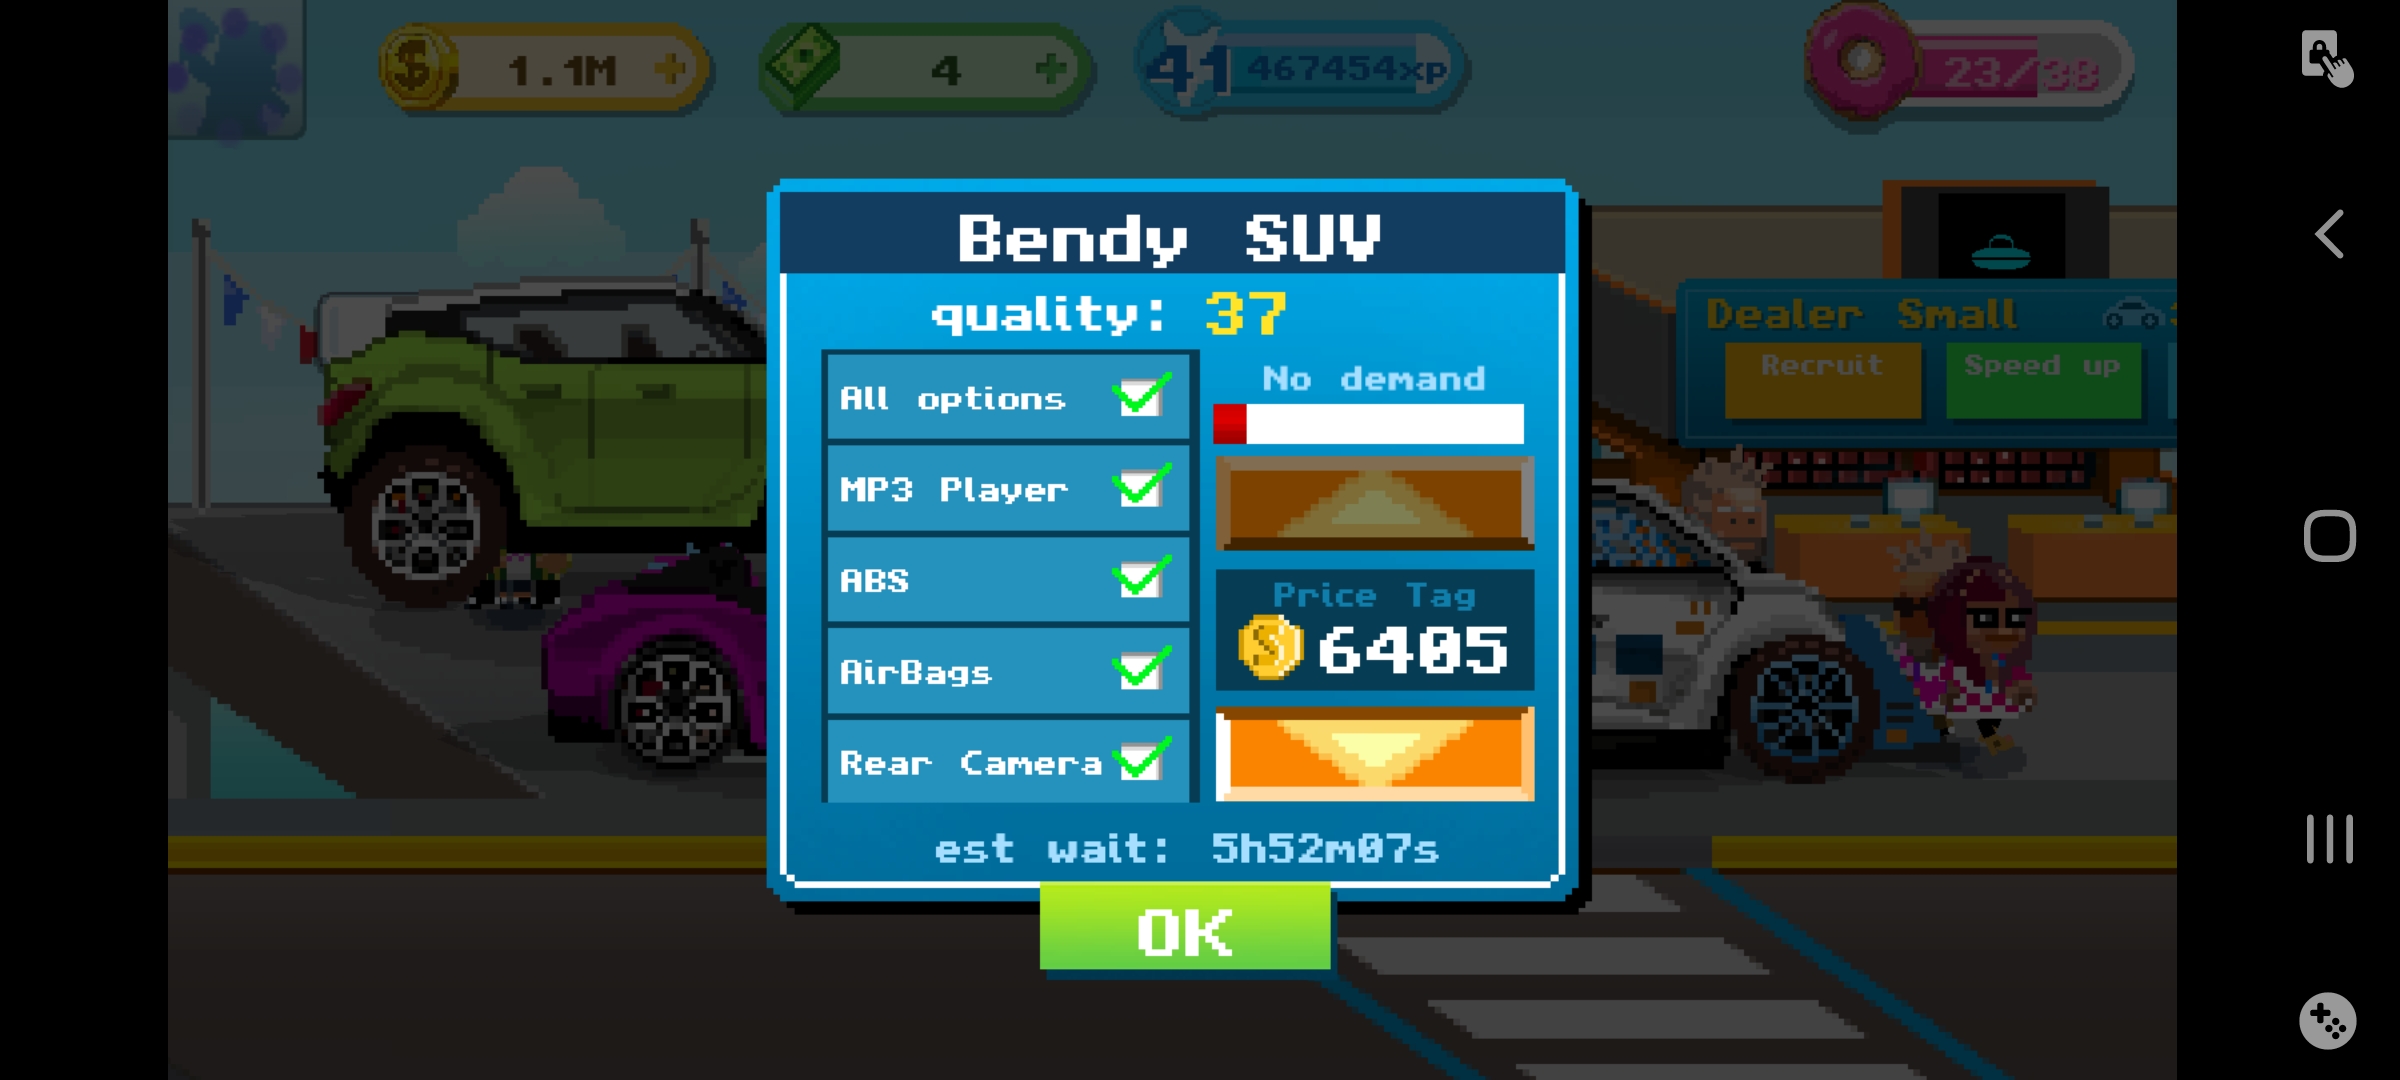 1.1M
4
41 467454xp
23/38
Bendy SUV
quality: 37
All options
MP3 Player
ABS
AirBags
Rear Camera
No demand
Price Tag
6405
est wait: 5h52m07s
OK
Dealer Small
Recruit
Speed up